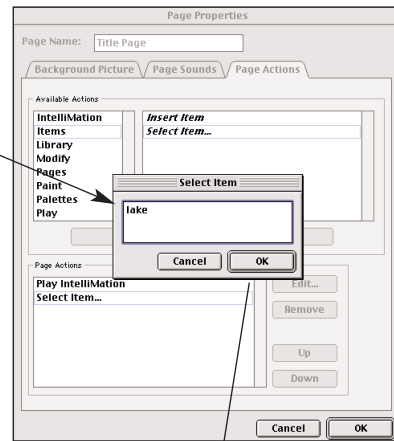 Page Properties
Page Name: Title Page
Background Picture Page Sounds Page Actions
Available Actions
IntelliMation
Items
Library
Modify
Pages
Paint
Palettes
Play
Insert Item
Select Item...
Select Item
lake
Cancel OK
Page Actions
Play IntelliMation
Select Item...
Edit...
Remove
Up
Down
Cancel OK